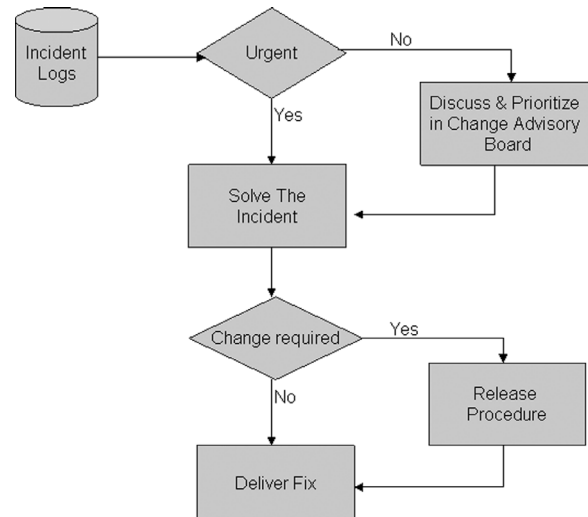 Incident
Logs
Urgent
No
Discuss & Prioritize
in Change Advisory
Board
Yes
Solve The
Incident
Change required
Yes
Release
Procedure
No
Deliver Fix